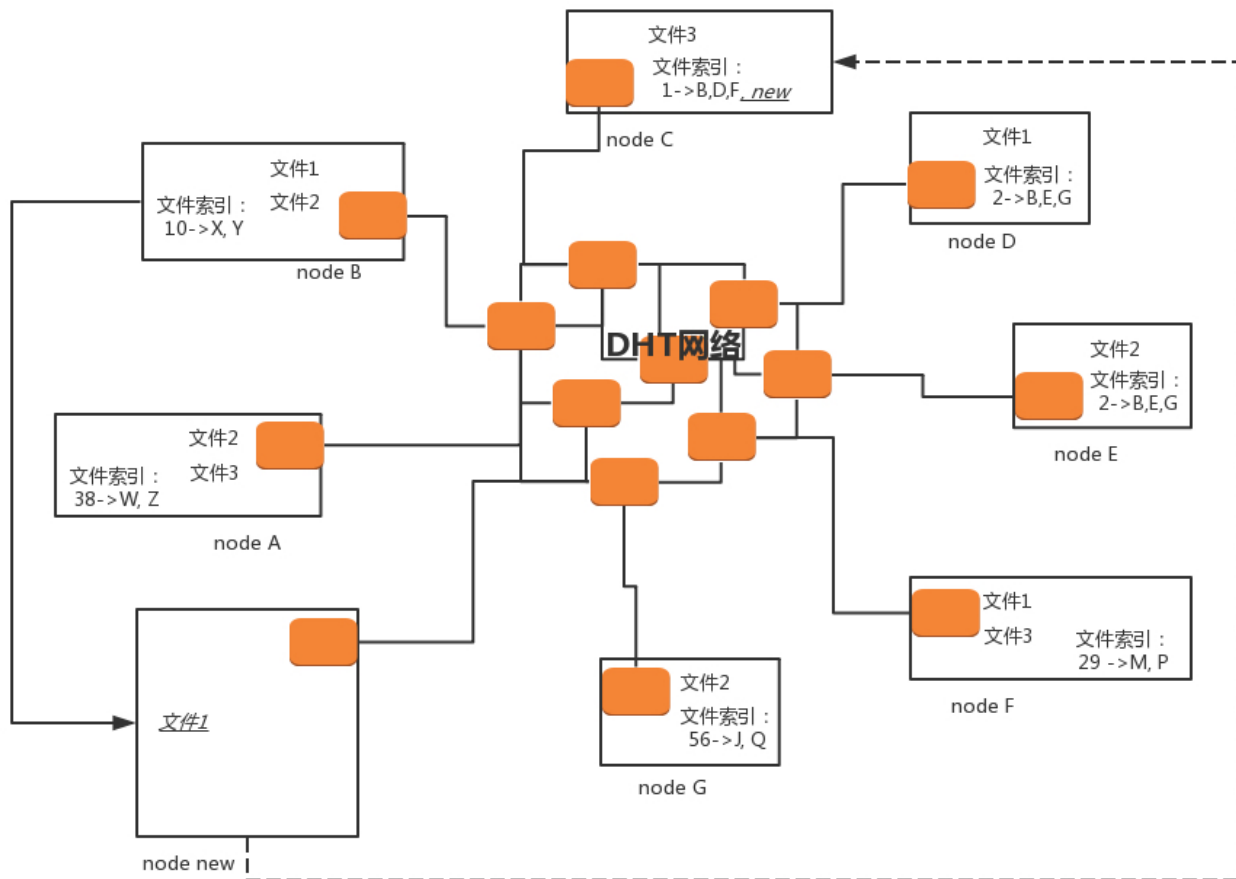 文件3
文件索引：
1->B,D,F, new
node C
文件1
文件索引：
2->B,E,G
node D
文件1
文件2
文件索引：
10->X, Y
node B
DHT网络
文件2
文件索引：
2->B,E,G
node E
文件2
文件3
文件索引：
38->W, Z
node A
文件1
文件3
文件索引：
29 ->M, P
node F
文件2
文件索引：
56->J, Q
node G
文件1
node new